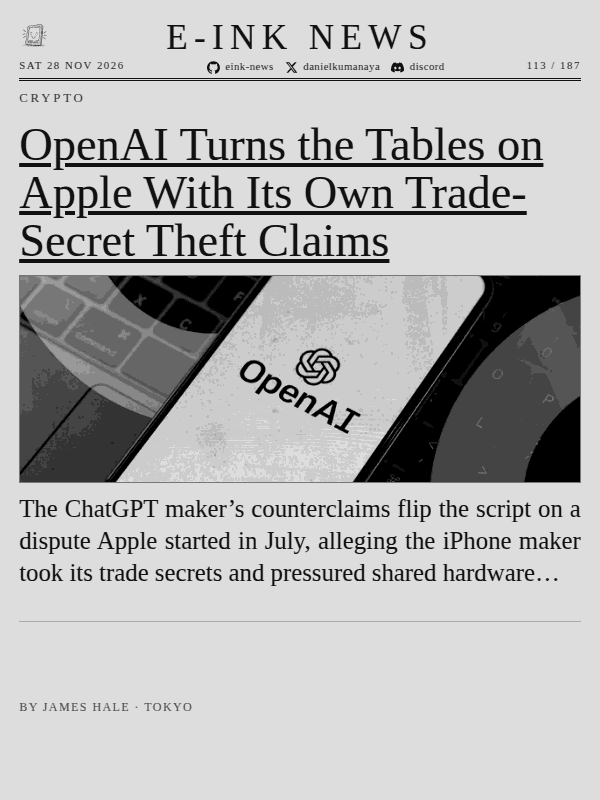 E-INK NEWS
SAT 28 NOV 2026
eink-news
danielkumanaya
discord
113 / 187
CRYPTO
OpenAI Turns the Tables on
Apple With Its Own Trade-
Secret Theft Claims
X
C
F
⌘
Command
OpenAI
9
O
O
P
L
The ChatGPT maker’s counterclaims flip the script on a
dispute Apple started in July, alleging the iPhone maker
took its trade secrets and pressured shared hardware…
BY JAMES HALE · TOKYO